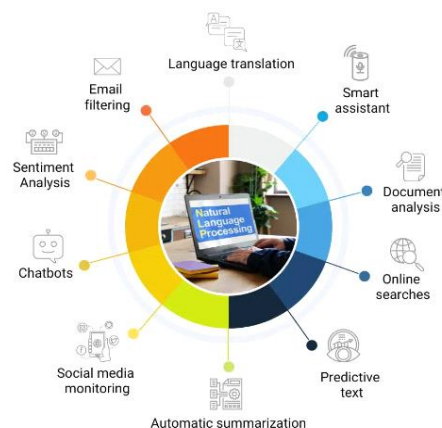 Language translation
Smart
assistant
Document
analysis
Online
searches
Predictive
text
Automatic summarization
Social media
monitoring
Chatbots
Sentiment
Analysis
Email
filtering
Natural
Language
Processing